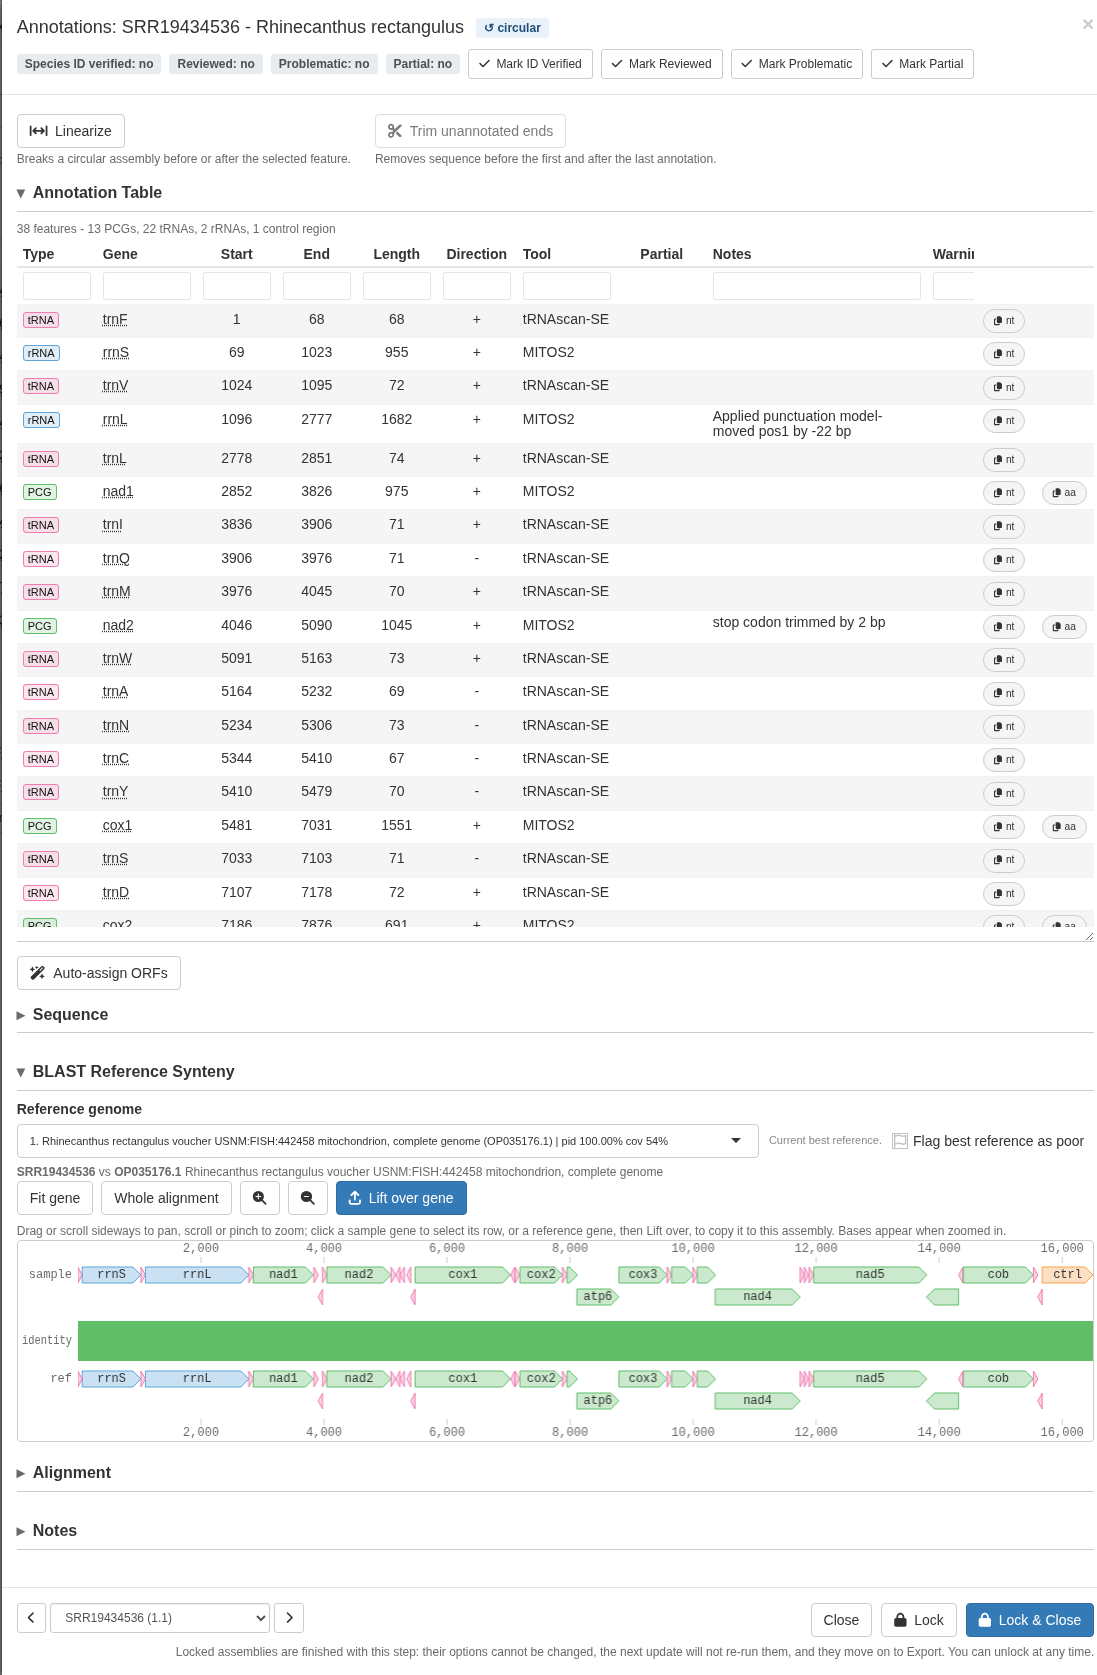 Annotations: SRR19434536 - Rhinecanthus rectangulus ↺ circular ×
Species ID verified: no Reviewed: no Problematic: no Partial: no Mark ID Verified Mark Reviewed Mark Problematic Mark Partial
Linearize Trim unannotated ends
Breaks a circular assembly before or after the selected feature. Removes sequence before the first and after the last annotation.
▼ Annotation Table
38 features - 13 PCGs, 22 tRNAs, 2 rRNAs, 1 control region
Type Gene Start End Length Direction Tool Partial Notes
tRNA trnF 1 68 68 + tRNAscan-SE nt
rRNA rrnS 69 1023 955 + MITOS2 nt
tRNA trnV 1024 1095 72 + tRNAscan-SE nt
rRNA rrnL 1096 2777 1682 + MITOS2 Applied punctuation model- nt
moved pos1 by -22 bp
tRNA trnL 2778 2851 74 + tRNAscan-SE nt
PCG nad1 2852 3826 975 + MITOS2 nt aa
tRNA trnI 3836 3906 71 + tRNAscan-SE nt
tRNA trnQ 3906 3976 71 - tRNAscan-SE nt
tRNA trnM 3976 4045 70 + tRNAscan-SE nt
PCG nad2 4046 5090 1045 + MITOS2 stop codon trimmed by 2 bp nt aa
tRNA trnW 5091 5163 73 + tRNAscan-SE nt
tRNA trnA 5164 5232 69 - tRNAscan-SE nt
tRNA trnN 5234 5306 73 - tRNAscan-SE nt
tRNA trnC 5344 5410 67 - tRNAscan-SE nt
tRNA trnY 5410 5479 70 - tRNAscan-SE nt
PCG cox1 5481 7031 1551 + MITOS2 nt aa
tRNA trnS 7033 7103 71 - tRNAscan-SE nt
tRNA trnD 7107 7178 72 + tRNAscan-SE nt
PCG cox2 7186 7876 691 + MITOS2 nt aa
Auto-assign ORFs
► Sequence
▼ BLAST Reference Synteny
Reference genome
1. Rhinecanthus rectangulus voucher USNM:FISH:442458 mitochondrion, complete genome (OP035176.1) | pid 100.00% cov 54% Current best reference. Flag best reference as poor
SRR19434536 vs OP035176.1 Rhinecanthus rectangulus voucher USNM:FISH:442458 mitochondrion, complete genome
Fit gene Whole alignment Lift over gene
Drag or scroll sideways to pan, scroll or pinch to zoom; click a sample gene to select its row, or a reference gene, then Lift over, to copy it to this assembly. Bases appear when zoomed in.
2,000 4,000 6,000 8,000 10,000 12,000 14,000 16,000
sample rrnS rrnL nad1 nad2 cox1 cox2 cox3 nad5 cob ctrl
atp6 nad4
identity
ref rrnS rrnL nad1 nad2 cox1 cox2 cox3 nad5 cob
atp6 nad4
2,000 4,000 6,000 8,000 10,000 12,000 14,000 16,000
► Alignment
► Notes
SRR19434536 (1.1) Close Lock Lock & Close
Locked assemblies are finished with this step: their options cannot be changed, the next update will not re-run them, and they move on to Export. You can unlock at any time.